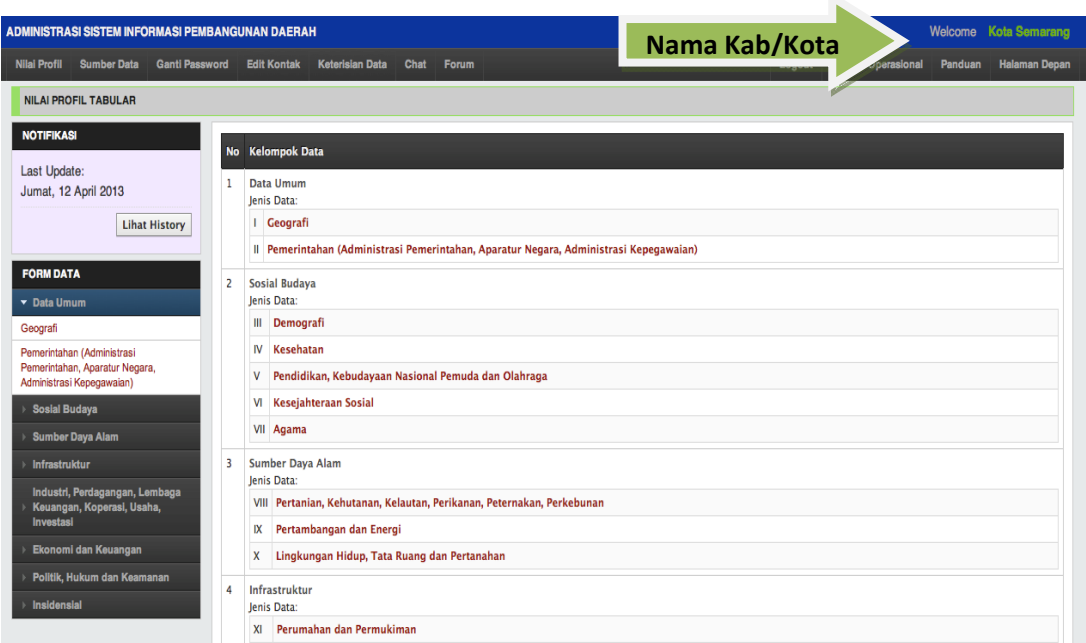 ADMINISTRASI SISTEM INFORMASI PEMBANGUNAN DAERAH
Nama Kab/Kota
Welcome Kota Semarang
Nilai Profil Sumber Data Ganti Password Edit Kontak Keterisian Data Chat Forum Operasional Panduan Halaman Depan
NILAI PROFIL TABULAR
NOTIFIKASI
Last Update:
Jumat, 12 April 2013
Lihat History
FORM DATA
Data Umum
Geografi
Pemerintahan (Administrasi
Pemerintahan, Aparatur Negara,
Administrasi Kepegawaian)
Sosial Budaya
Sumber Daya Alam
Infrastruktur
Industri, Perdagangan, Lembaga
Keuangan, Koperasi, Usaha,
Investasi
Ekonomi dan Keuangan
Politik, Hukum dan Keamanan
Insidensial
No Kelompok Data
1 Data Umum
Jenis Data:
I Geografi
II Pemerintahan (Administrasi Pemerintahan, Aparatur Negara, Administrasi Kepegawaian)
2 Sosial Budaya
Jenis Data:
III Demografi
IV Kesehatan
V Pendidikan, Kebudayaan Nasional Pemuda dan Olahraga
VI Kesejahteraan Sosial
VII Agama
3 Sumber Daya Alam
Jenis Data:
VIII Pertanian, Kehutanan, Kelautan, Perikanan, Peternakan, Perkebunan
IX Pertambangan dan Energi
X Lingkungan Hidup, Tata Ruang dan Pertanahan
4 Infrastruktur
Jenis Data:
XI Perumahan dan Permukiman